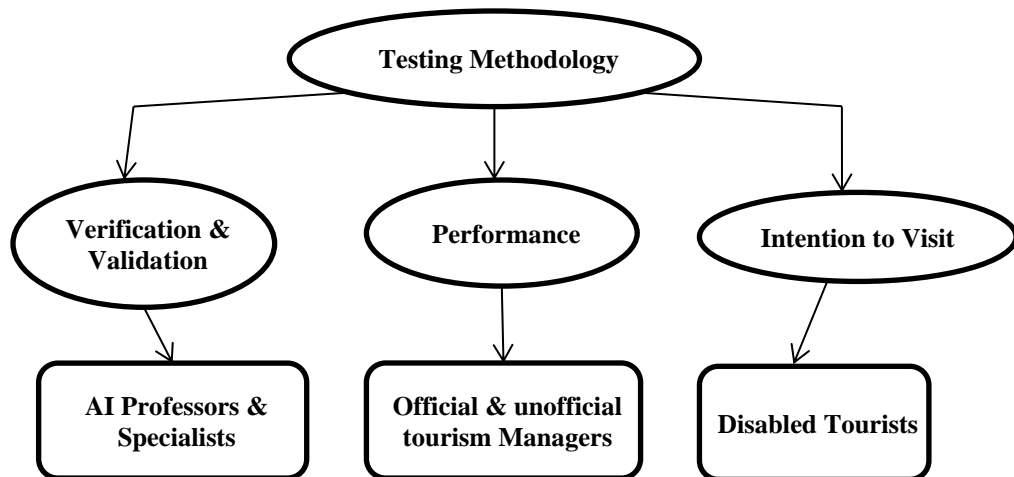 Testing Methodology
Verification &
Validation
Performance
Intention to Visit
AI Professors &
Specialists
Official & unofficial
tourism Managers
Disabled Tourists